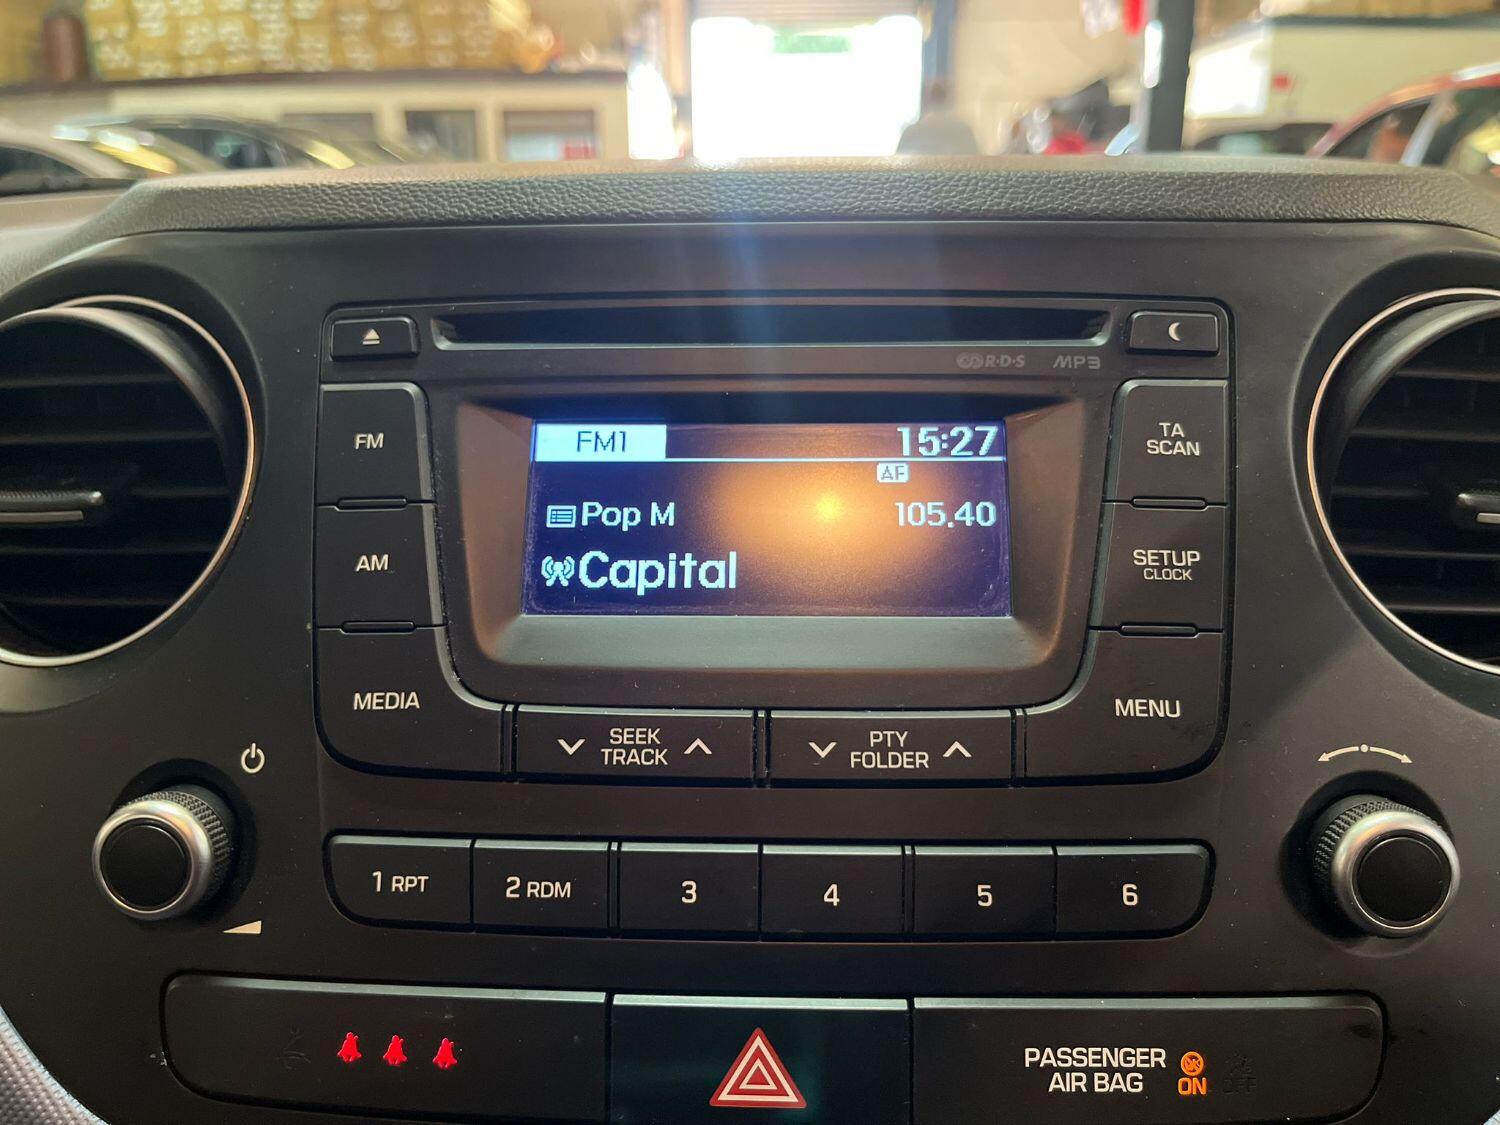 R·D·S MP3
FM
AM
MEDIA
FM1 15:27
AF
Pop M 105.40
Capital
TA
SCAN
SETUP
CLOCK
MENU
SEEK
TRACK
PTY
FOLDER
1 RPT
2 RDM
3
4
5
6
PASSENGER
AIR BAG
ON
OFF